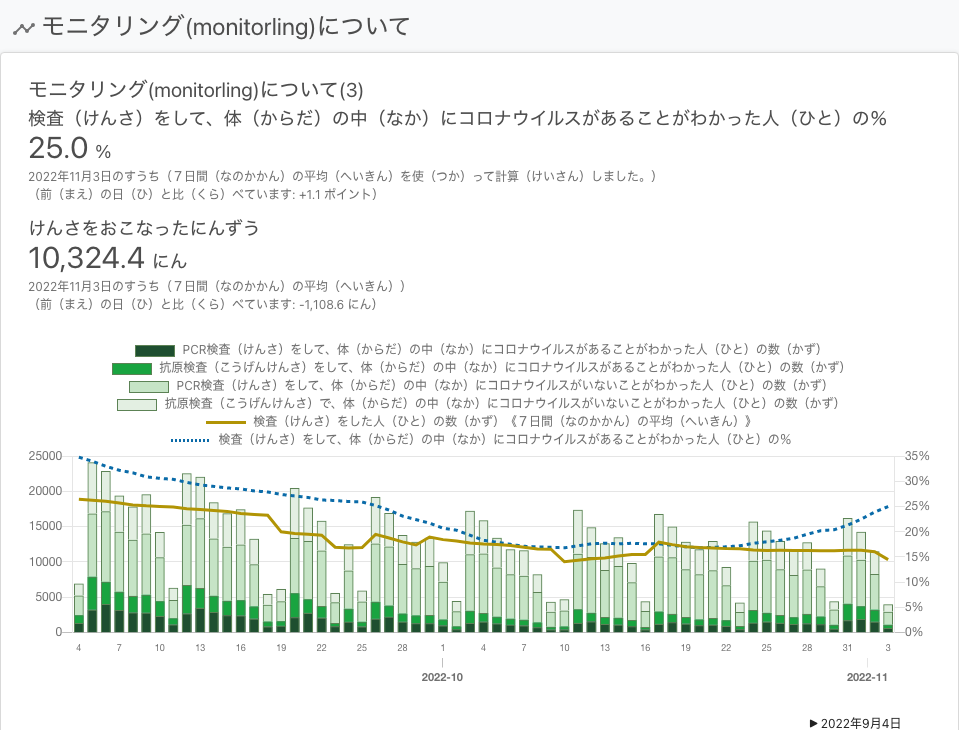 モニタリング(monitorling)について
モニタリング(monitorling)について(3)
検査（けんさ）をして、体（からだ）の中（なか）にコロナウイルスがあることがわかった人（ひと）の%
25.0 %
2022年11月3日のすうち（７日間（なのかかん）の平均（へいきん）を使（つか）って計算（けいさん）しました。）
（前（まえ）の日（ひ）と比（くら）べています: +1.1 ポイント）
けんさをおこなったにんずう
10,324.4 にん
2022年11月3日のすうち（７日間（なのかかん）の平均（へいきん））
（前（まえ）の日（ひ）と比（くら）べています: -1,108.6 にん）
PCR検査（けんさ）をして、体（からだ）の中（なか）にコロナウイルスがあることがわかった人（ひと）の数（かず）
抗原検査（こうげんけんさ）をして、体（からだ）の中（なか）にコロナウイルスがあることがわかった人（ひと）の数（かず）
PCR検査（けんさ）をして、体（からだ）の中（なか）にコロナウイルスがいないことがわかった人（ひと）の数（かず）
抗原検査（こうげんけんさ）で、体（からだ）の中（なか）にコロナウイルスがいないことがわかった人（ひと）の数（かず）
検査（けんさ）をした人（ひと）の数（かず）《７日間（なのかかん）の平均（へいきん）》
検査（けんさ）をして、体（からだ）の中（なか）にコロナウイルスがあることがわかった人（ひと）の%
25000 35%
30%
20000
25%
15000
20%
15%
10000
10%
5000
5%
0 0%
4 7 10 13 16 19 22 25 28 1 4 7 10 13 16 19 22 25 28 31 3
2022-10 2022-11
▶ 2022年9月4日